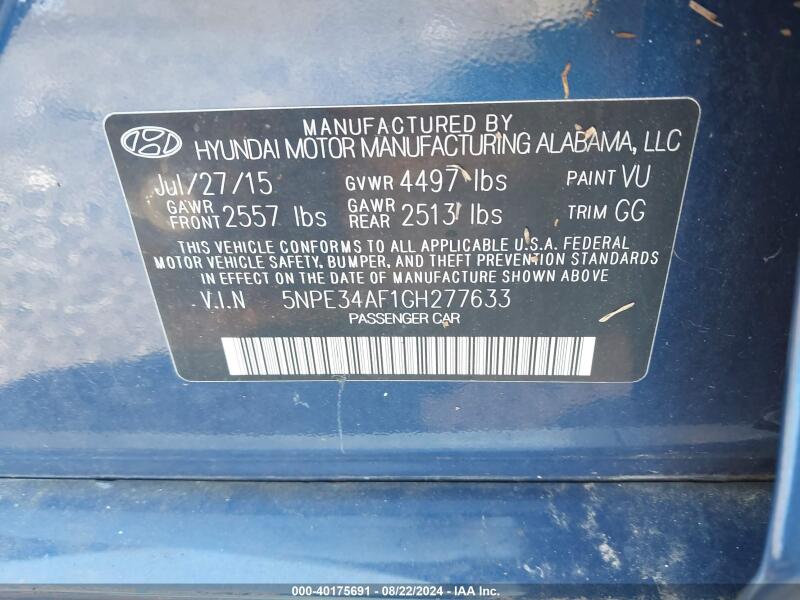 MANUFACTURED BY
HYUNDAI MOTOR MANUFACTURING ALABAMA, LLC
Jul/27/15 GVWR 4497 lbs PAINT VU
GAWR FRONT 2557 lbs GAWR REAR 2513 lbs TRIM GG
THIS VEHICLE CONFORMS TO ALL APPLICABLE U.S.A. FEDERAL
MOTOR VEHICLE SAFETY, BUMPER, AND THEFT PREVENTION STANDARDS
IN EFFECT ON THE DATE OF MANUFACTURE SHOWN ABOVE
V.I.N 5NPE34AF1GH277633
PASSENGER CAR
000-40175691 - 08/22/2024 - IAA Inc.